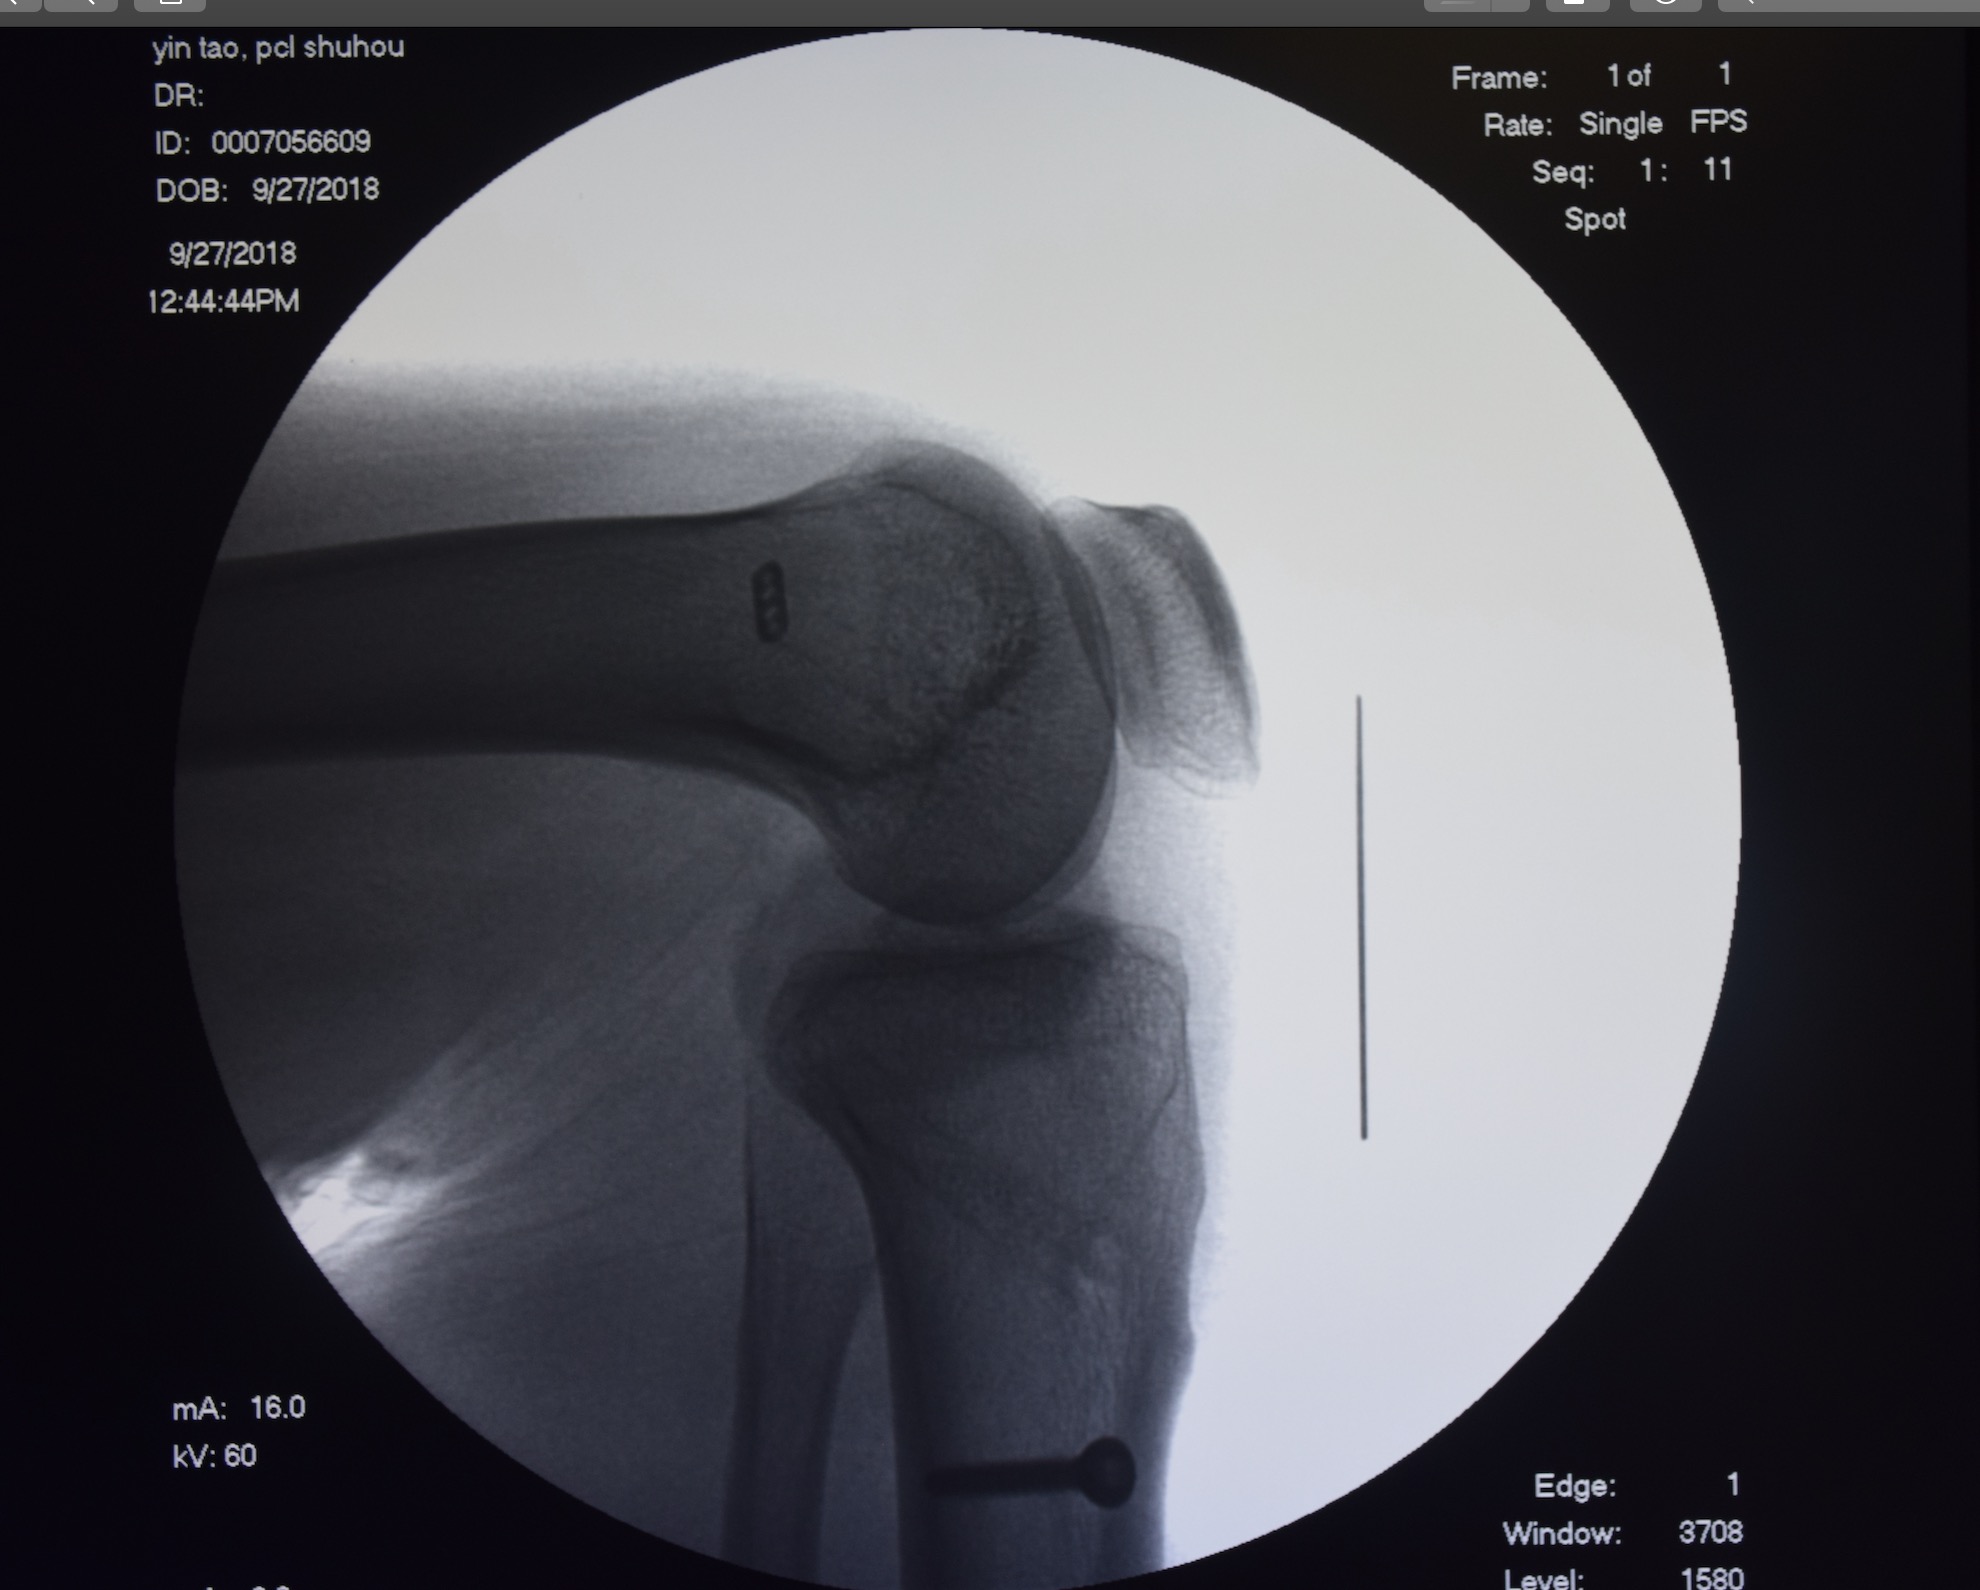 yin tao, pcl shuhou
DR:
ID: 0007056609
DOB: 9/27/2018
9/27/2018
12:44:44PM
Frame: 1 of 1
Rate: Single FPS
Seq: 1: 11
Spot
mA: 16.0
kV: 60
Edge: 1
Window: 3708
Level: 1580